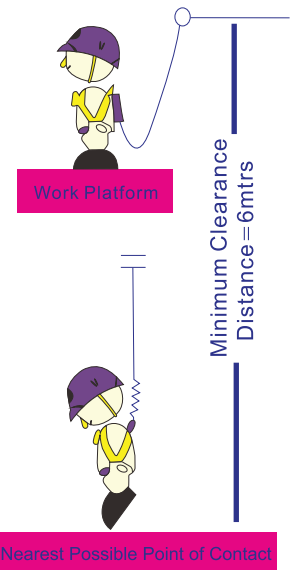 Work Platform
Minimum Clearance
Distance=6mtrs
Nearest Possible Point of Contact